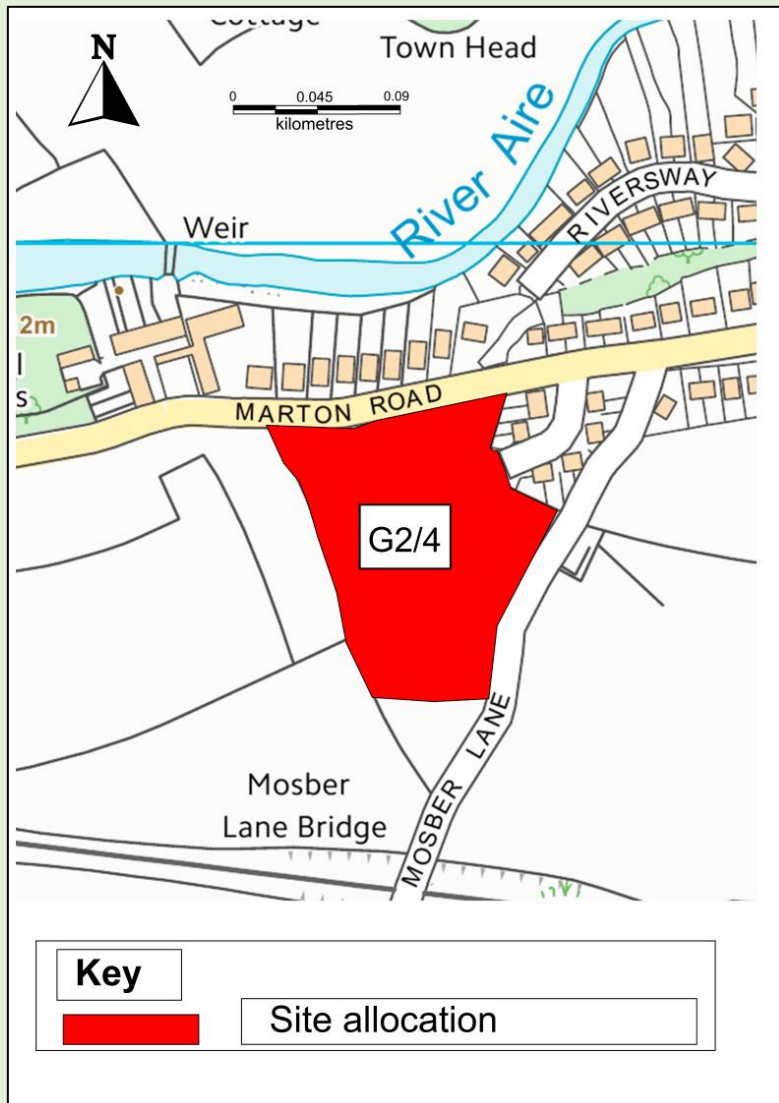 Cottage
Town Head
N
0 0.045 0.09
kilometres
River Aire
RIVERSWAY
Weir
2m
l
s
MARTON ROAD
G2/4
MOSBER LANE
Mosber
Lane Bridge
Key
Site allocation